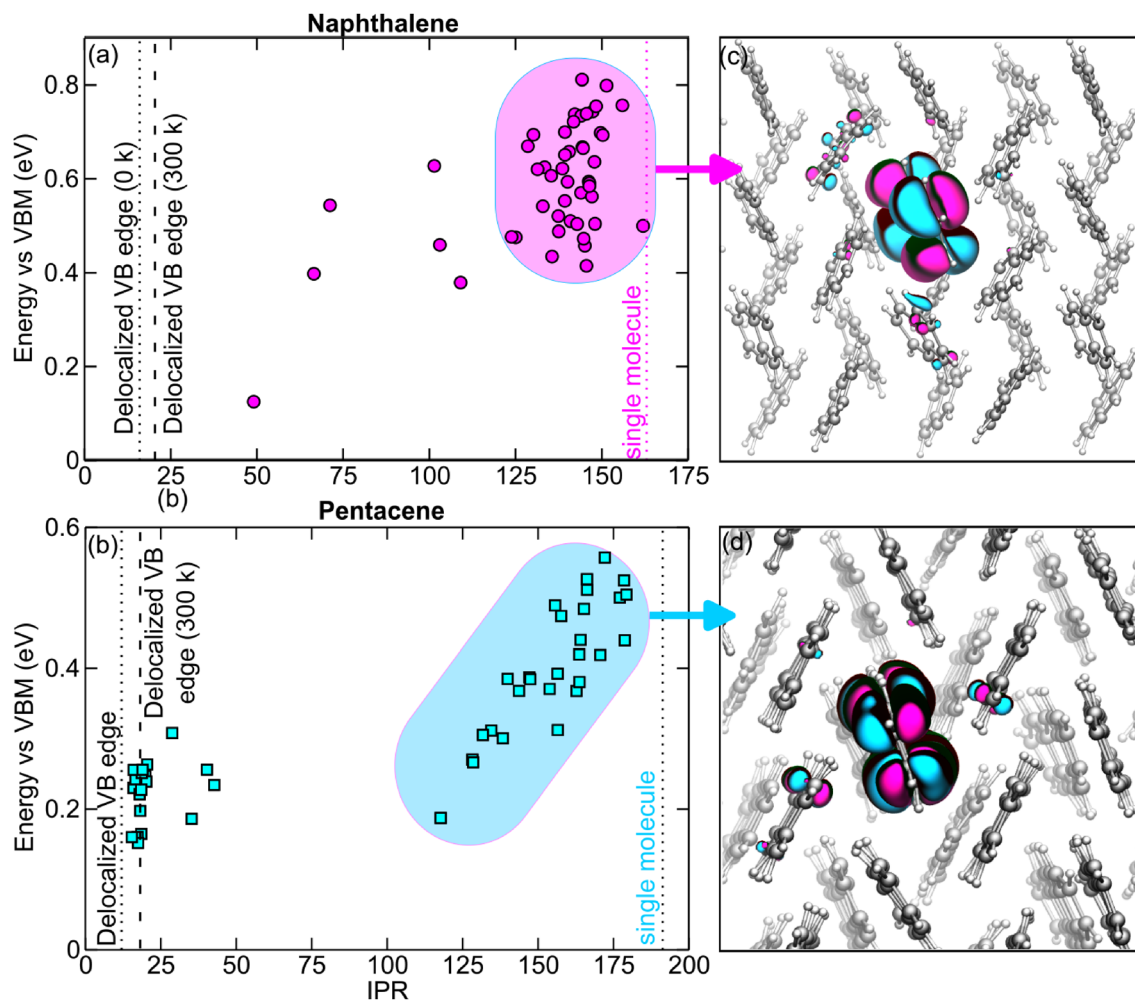 Naphthalene
(a)
Energy vs VBM (eV)
0.8
0.6
0.4
0.2
0
Delocalized VB edge (0 k)
Delocalized VB edge (300 k)
single molecule
0
25
50
75
100
125
150
175
(c)
(b)
Pentacene
(b)
Energy vs VBM (eV)
0.6
0.4
0.2
0
Delocalized VB edge
Delocalized VB
edge (300 k)
single molecule
0
25
50
75
100
125
150
175
200
IPR
(d)